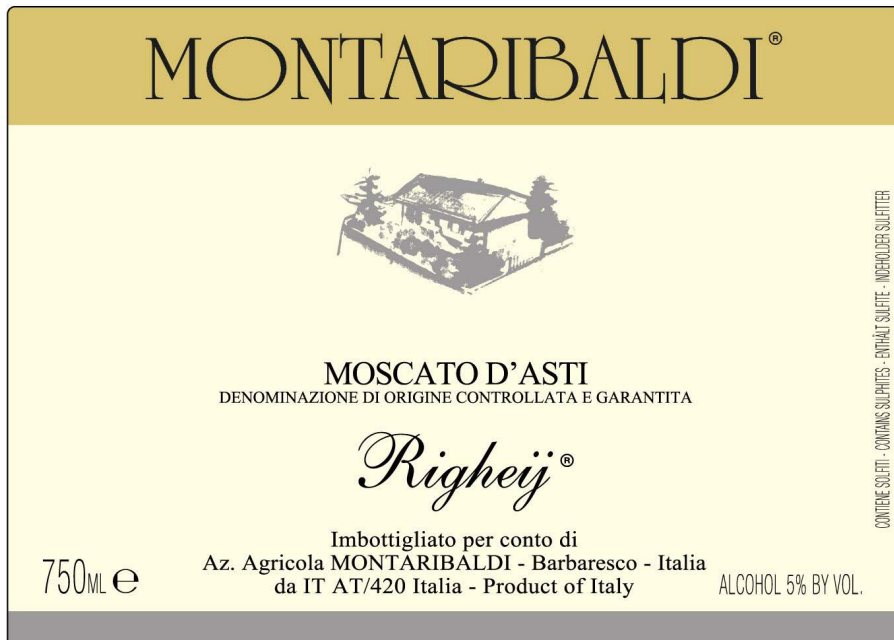 MONTARIBALDI®
MOSCATO D’ASTI
DENOMINAZIONE DI ORIGINE CONTROLLATA E GARANTITA
Righeij®
Imbottigliato per conto di
Az. Agricola MONTARIBALDI - Barbaresco - Italia
da IT AT/420 Italia - Product of Italy
750ML ℮
ALCOHOL 5% BY VOL.
CONTIENE SOLFITI - CONTAINS SULPHITES - ENTHÄLT SULFITE - INDEHOLDER SULFITTER